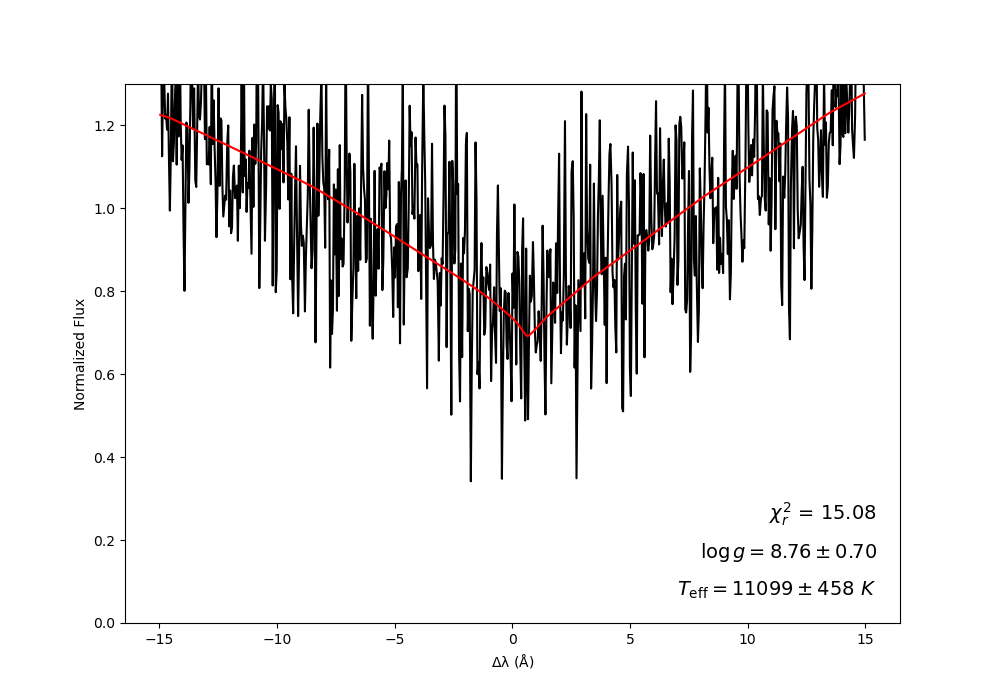 Normalized Flux
1.2
1.0
0.8
0.6
0.4
0.2
0.0
χ²ᵣ = 15.08
log g = 8.76 ± 0.70
T_eff = 11099 ± 458 K
−15 −10 −5 0 5 10 15
Δλ (Å)